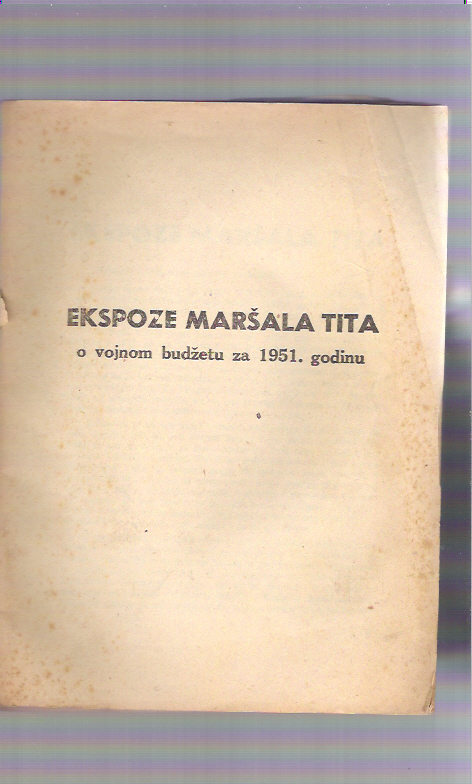 EKSPOZE MARŠALA TITA
o vojnom budžetu za 1951. godinu